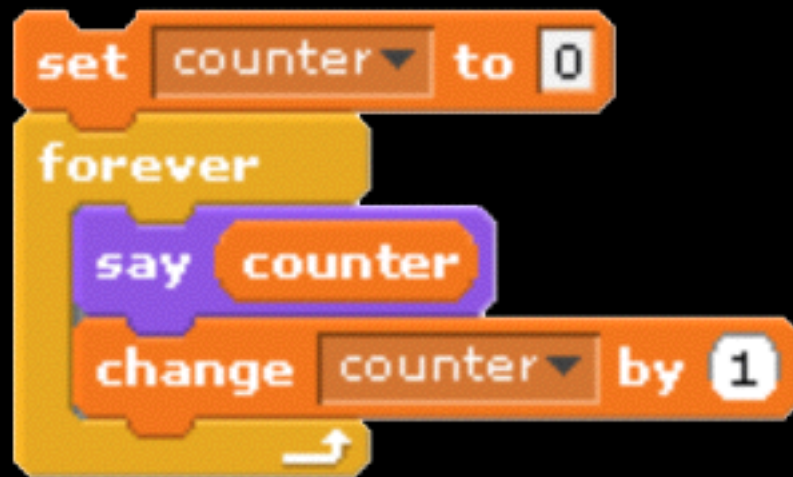 set counter to 0
forever
say counter
change counter by 1